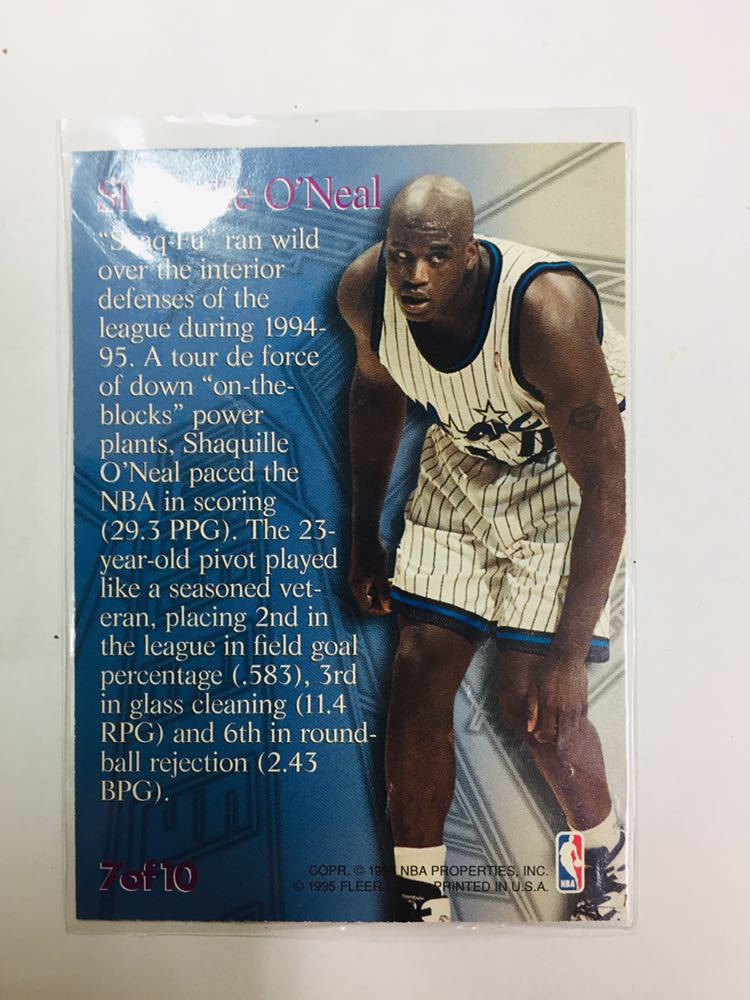 O'Neal
ran wild
over the interior
defenses of the
league during 1994-
95. A tour de force
of down "on-the-
blocks" power
plants, Shaquille
O'Neal paced the
NBA in scoring
(29.3 PPG). The 23-
year-old pivot played
like a seasoned vet-
eran, placing 2nd in
the league in field goal
percentage (.583), 3rd
in glass cleaning (11.4
RPG) and 6th in round-
ball rejection (2.43
BPG).
7 of 10
COPR. © NBA PROPERTIES, INC.
© 1995 FLEER PRINTED IN U.S.A.
NBA